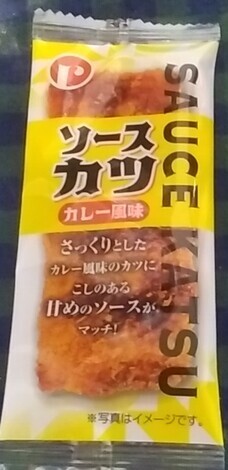 r
ソース
カツ
カレー風味
さっくりとした
カレー風味のカツに
こしのある
甘めのソースが、
マッチ!
SAUCE KATSU
※写真はイメージです。